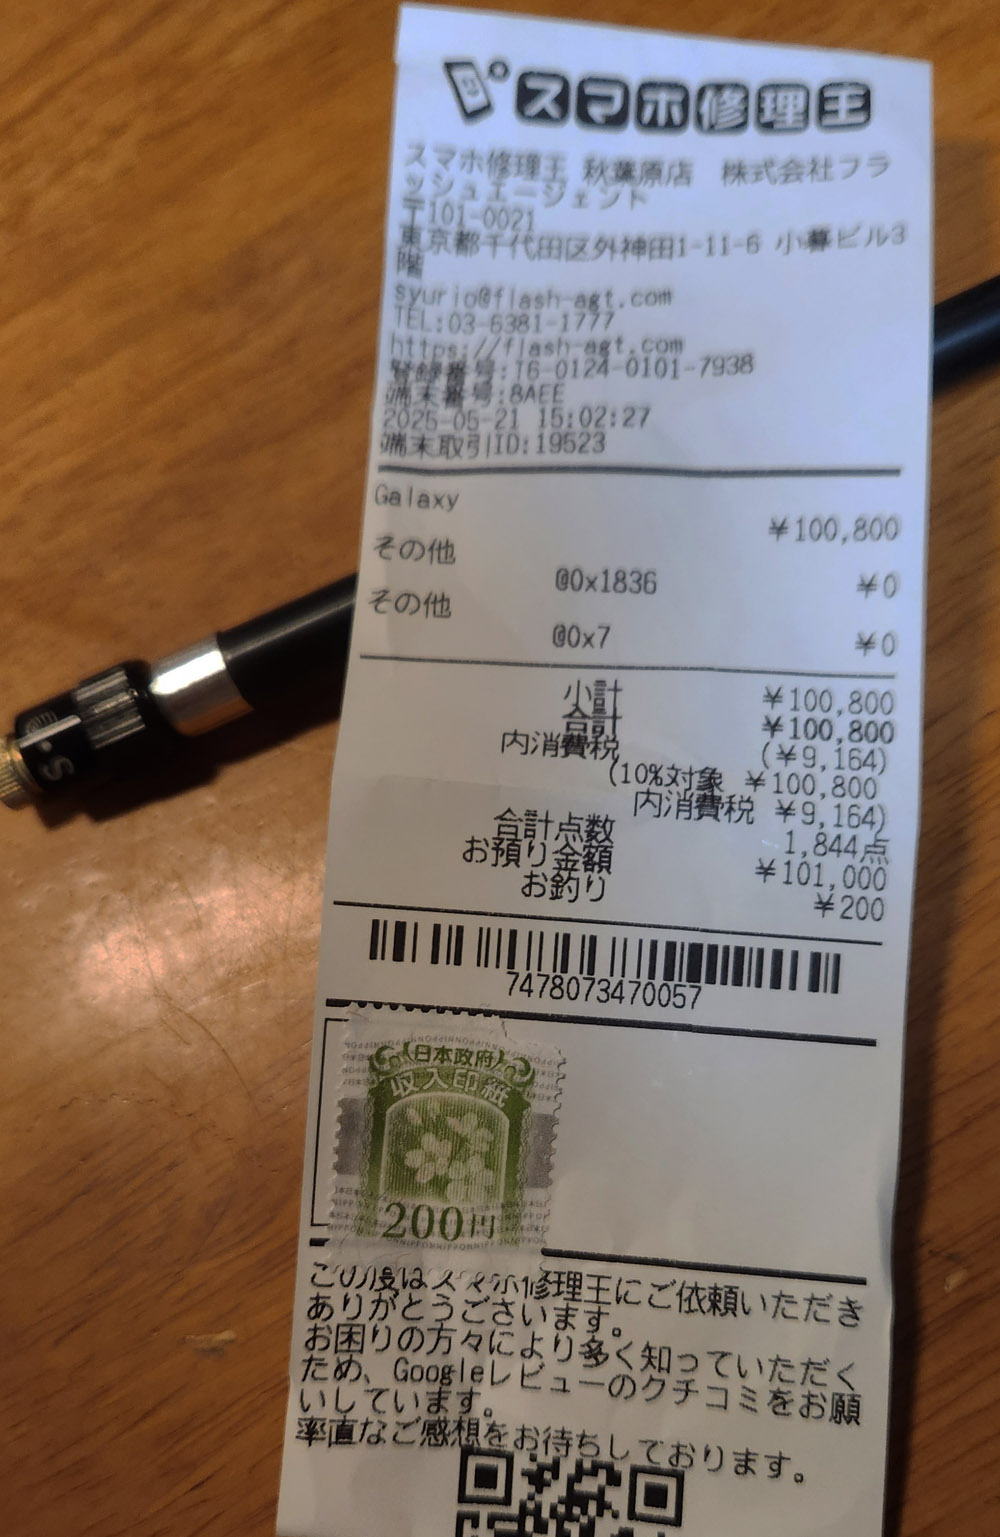 スマホ修理王
スマホ修理王 秋葉原店 株式会社フラ
ッシュエージェント
〒101-0021
東京都千代田区外神田1-11-6 小暮ビル3
階
syurio@flash-agt.com
TEL:03-6381-1777
https://flash-agt.com
登録番号:T6-0124-0101-7938
端末番号:8AEE
2025-05-21 15:02:27
端末取引ID:19523
Galaxy
¥100,800
その他
@0x1836 ¥0
その他
@0x7 ¥0
小計 ¥100,800
合計 ¥100,800
内消費税 (¥9,164)
(10%対象 ¥100,800
内消費税 ¥9,164)
合計点数 1,844点
お預り金額 ¥101,000
お釣り ¥200
7478073470057
日本政府
収入印紙
200円
この度はスマホ修理王にご依頼いただき
ありがとうございます。
お困りの方々により多く知っていただく
ため、Googleレビューのクチコミをお願
いしています。
率直なご感想をお待ちしております。